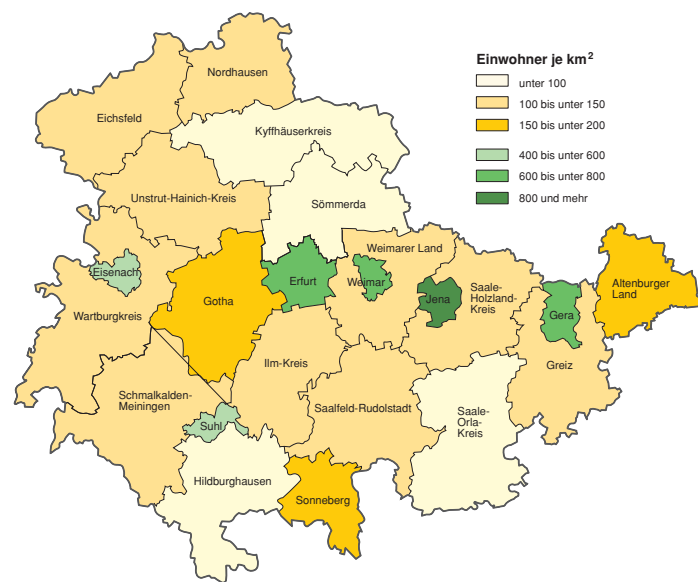 Einwohner je km²
unter 100
100 bis unter 150
150 bis unter 200
400 bis unter 600
600 bis unter 800
800 und mehr
Nordhausen
Eichsfeld
Kyffhäuserkreis
Unstrut-Hainich-Kreis
Sömmerda
Weimarer Land
Eisenach
Erfurt
Weimar
Gotha
Jena
Saale-
Holzland-
Kreis
Altenburger
Land
Wartburgkreis
Gera
Ilm-Kreis
Greiz
Schmalkalden-
Meiningen
Saalfeld-Rudolstadt
Saale-
Orla-
Kreis
Suhl
Hildburghausen
Sonneberg